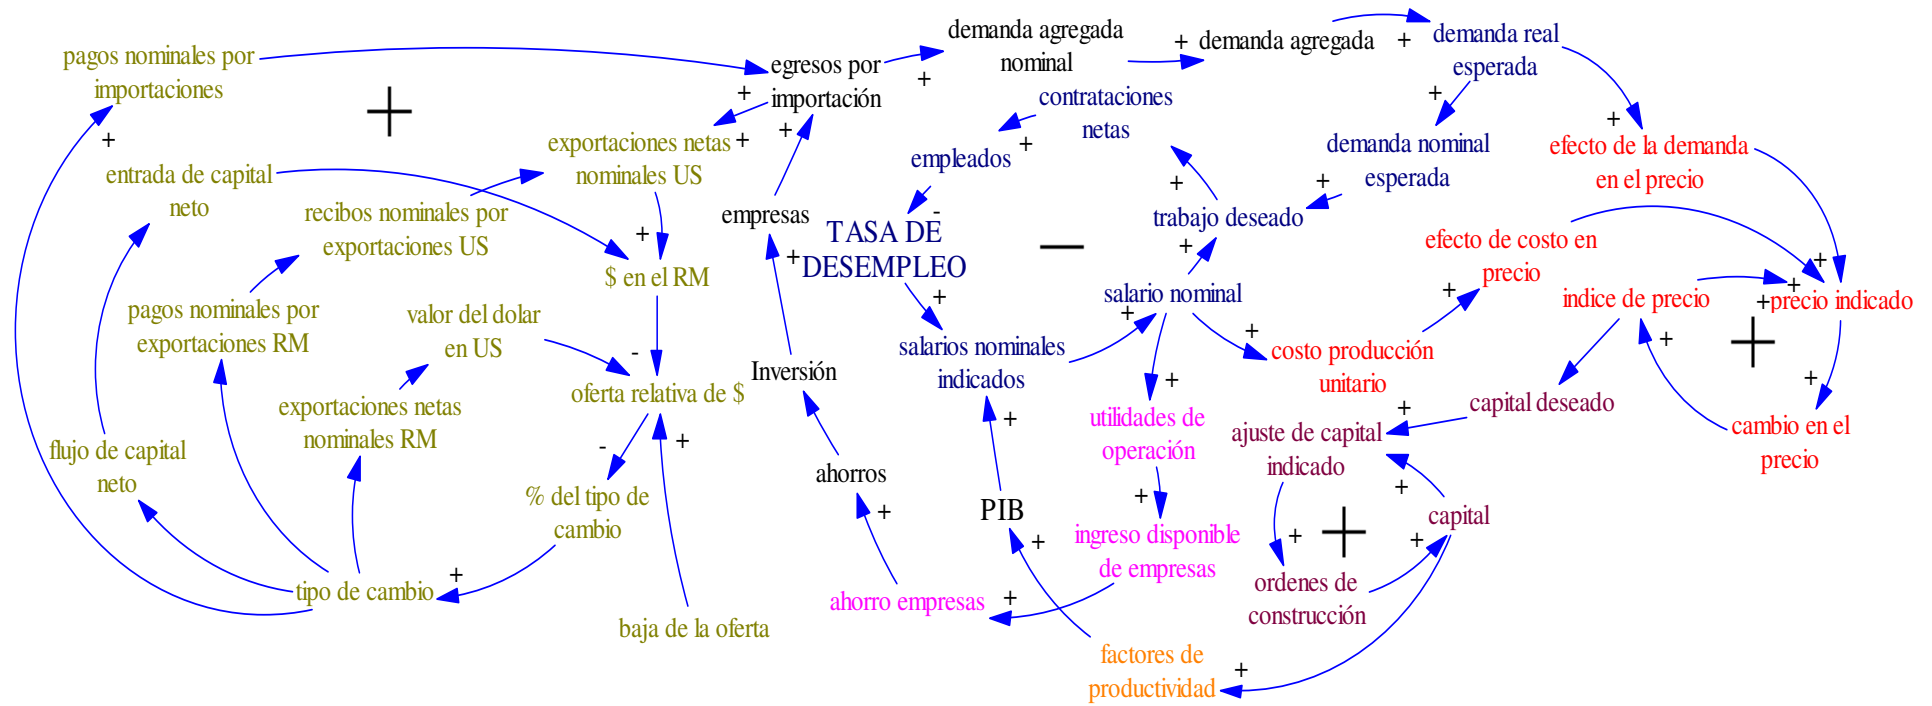 pagos nominales por
importaciones
entrada de capital
neto
recibos nominales por
exportaciones US
pagos nominales por
exportaciones RM
valor del dolar
en US
exportaciones netas
nominales RM
flujo de capital
neto
tipo de cambio
exportaciones netas
nominales US
$ en el RM
oferta relativa de $
% del tipo de
cambio
baja de la oferta
egresos por
importación
empresas
Inversión
ahorros
ahorro empresas
demanda agregada
nominal
demanda agregada
demanda real
esperada
contrataciones
netas
empleados
TASA DE
DESEMPLEO
salarios nominales
indicados
PIB
demanda nominal
esperada
trabajo deseado
salario nominal
utilidades de
operación
ingreso disponible
de empresas
factores de
productividad
efecto de la demanda
en el precio
efecto de costo en
precio
costo producción
unitario
indice de precio
precio indicado
cambio en el
precio
capital deseado
ajuste de capital
indicado
capital
ordenes de
construcción